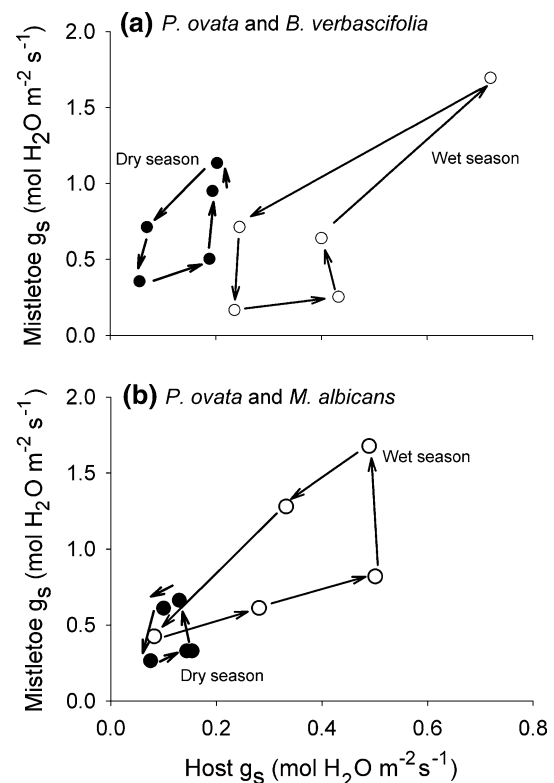 (a) P. ovata and B. verbascifolia
2.0
1.5
1.0
0.5
0.0
Mistletoe gs (mol H2O m-2 s-1)
Dry season
Wet season
(b) P. ovata and M. albicans
2.0
1.5
1.0
0.5
0.0
Mistletoe gs (mol H2O m-2 s-1)
Wet season
Dry season
0.0 0.2 0.4 0.6 0.8
Host gs (mol H2O m-2 s-1)